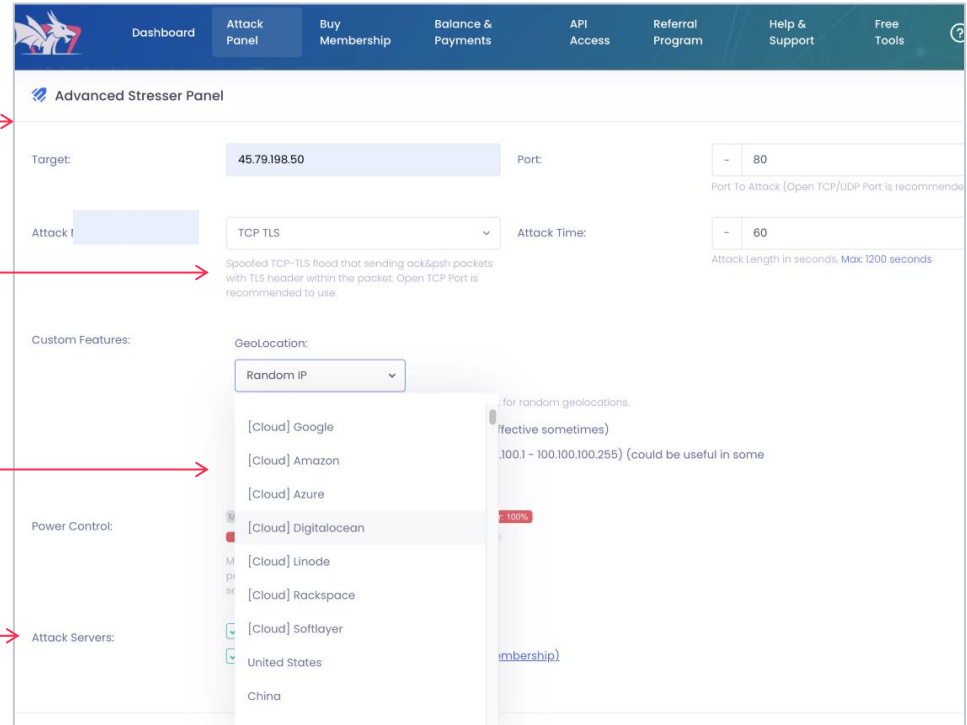 Dashboard
Attack Panel
Buy Membership
Balance & Payments
API Access
Referral Program
Help & Support
Free Tools
Advanced Stresser Panel
Target:
45.79.198.50
Port:
- 80
Port To Attack (Open TCP/UDP Port is
Attack
TCP TLS
Attack Time:
- 60
Spoofed TCP-TLS flood that sending ack&psh packets
with TLS header within the packet. Open TCP Port is
recommended to use.
Attack Length in seconds, Max: 1200 seconds
Custom Features:
GeoLocation:
Random IP
for random geolocations.
[Cloud] Google
effective sometimes)
[Cloud] Amazon
.100.1 - 100.100.100.255) (could be useful in some
[Cloud] Azure
Power Control:
[Cloud] Digitalocean
100%
[Cloud] Linode
[Cloud] Rackspace
Attack Servers:
[Cloud] Softlayer
United States
China